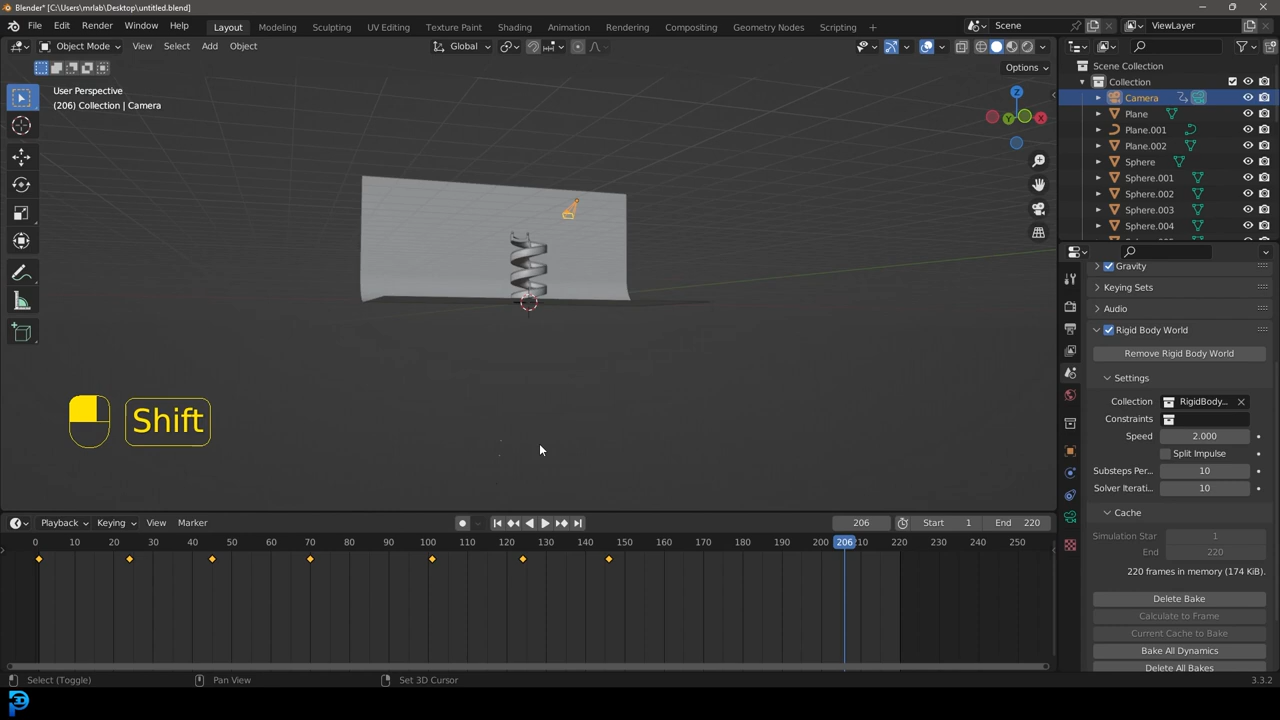 Blender* [C:\Users\mrlab\Desktop\untitled.blend]
File Edit Render Window Help Layout Modeling Sculpting UV Editing Texture Paint Shading Animation Rendering Compositing Geometry Nodes Scripting Scene ViewLayer
Object Mode View Select Add Object Global
Options
User Perspective
(206) Collection | Camera
Z
Y
X
Shift
Scene Collection
Collection
Camera
Plane
Plane.001
Plane.002
Sphere
Sphere.001
Sphere.002
Sphere.003
Sphere.004
Gravity
Keying Sets
Audio
Rigid Body World
Remove Rigid Body World
Settings
Collection RigidBody...
Constraints
Speed 2.000
Split Impulse
Substeps Per... 10
Solver Iterati... 10
Cache
Simulation Star 1
End 220
220 frames in memory (174 KiB).
Delete Bake
Calculate to Frame
Current Cache to Bake
Bake All Dynamics
Delete All Bakes
Playback Keying View Marker 206 Start 1 End 220
0 10 20 30 40 50 60 70 80 90 100 110 120 130 140 150 160 170 180 190 200 206 210 220 230 240 250
Select (Toggle) Pan View Set 3D Cursor 3.3.2